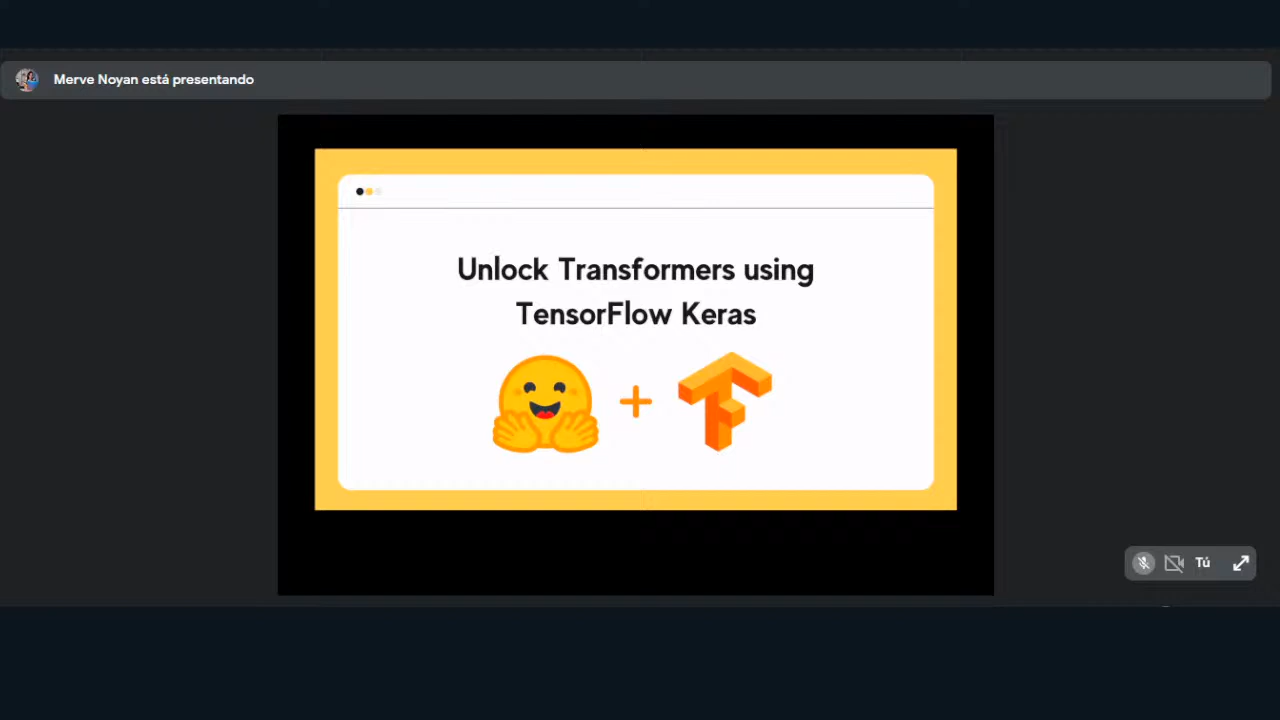 Merve Noyan está presentando
Unlock Transformers using
TensorFlow Keras
Tú